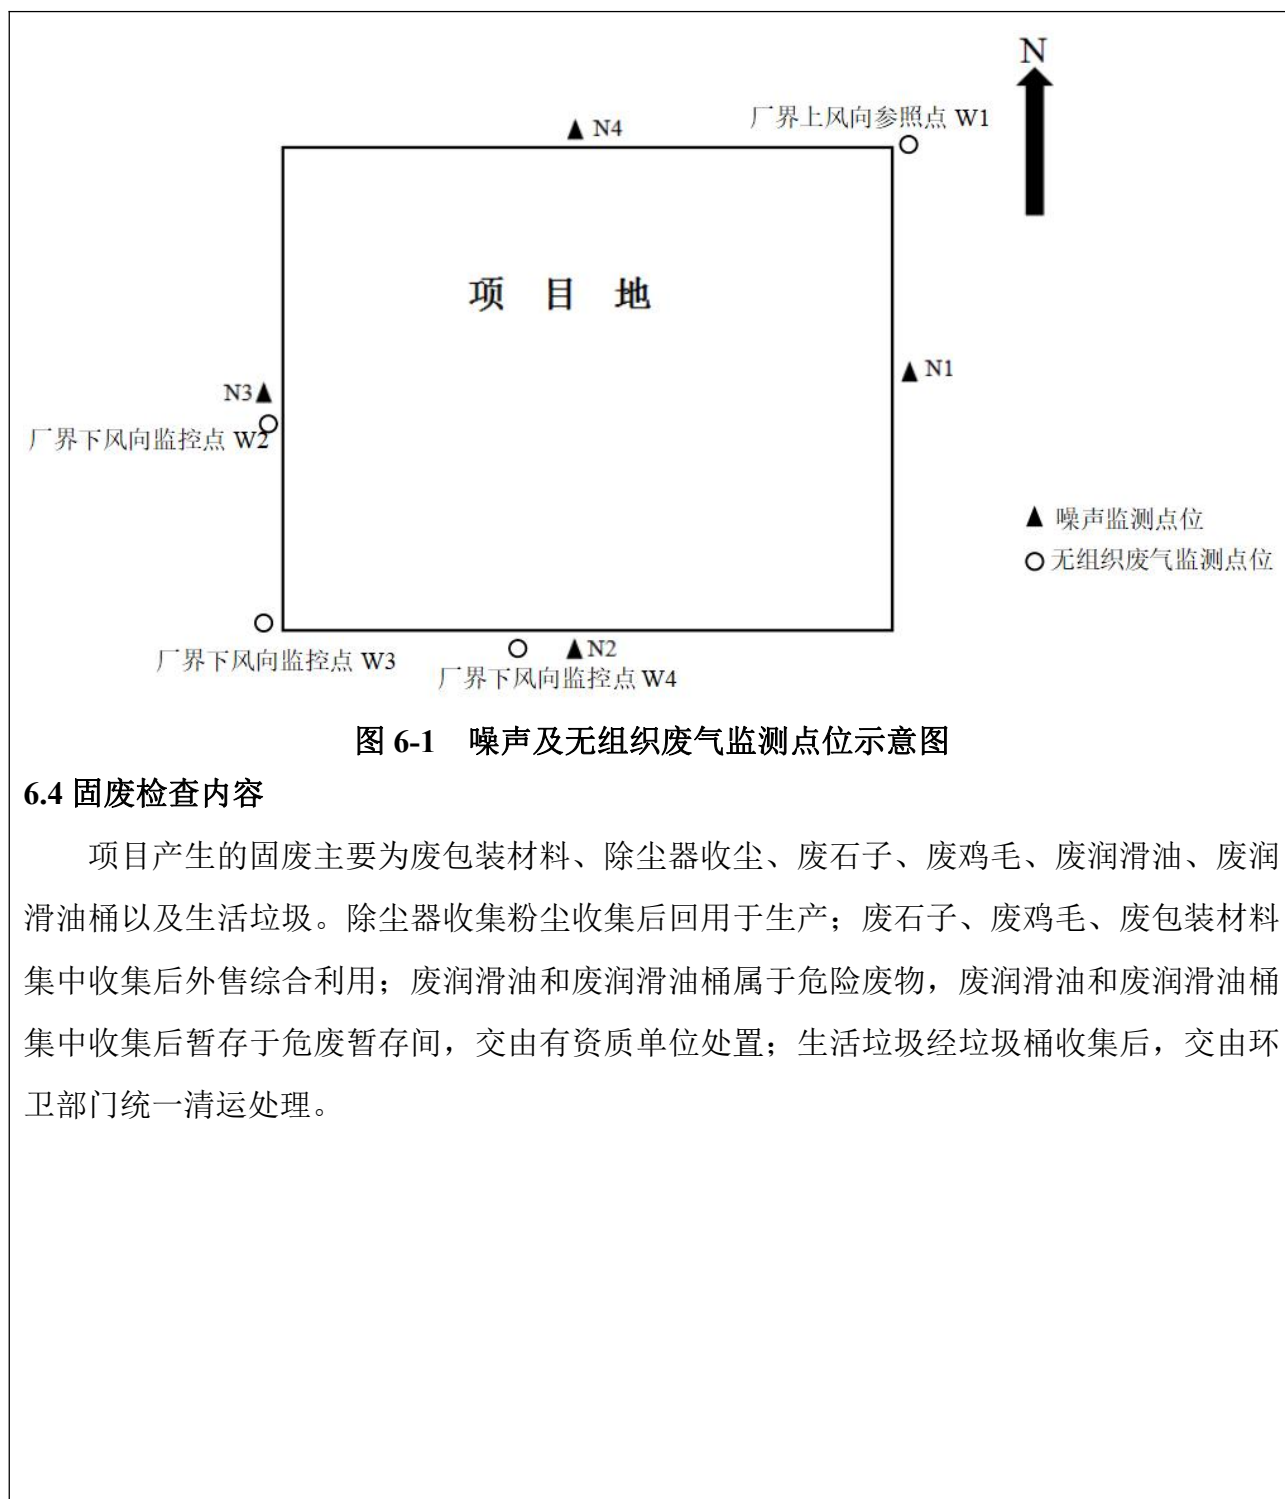 N
厂界上风向参照点 W1
N4
项 目 地
N1
N3
厂界下风向监控点 W2
噪声监测点位
无组织废气监测点位
厂界下风向监控点 W3
N2
厂界下风向监控点 W4
图 6-1 噪声及无组织废气监测点位示意图
6.4 固废检查内容
项目产生的固废主要为废包装材料、除尘器收尘、废石子、废鸡毛、废润滑油、废润
滑油桶以及生活垃圾。除尘器收集粉尘收集后回用于生产；废石子、废鸡毛、废包装材料
集中收集后外售综合利用；废润滑油和废润滑油桶属于危险废物，废润滑油和废润滑油桶
集中收集后暂存于危废暂存间，交由有资质单位处置；生活垃圾经垃圾桶收集后，交由环
卫部门统一清运处理。